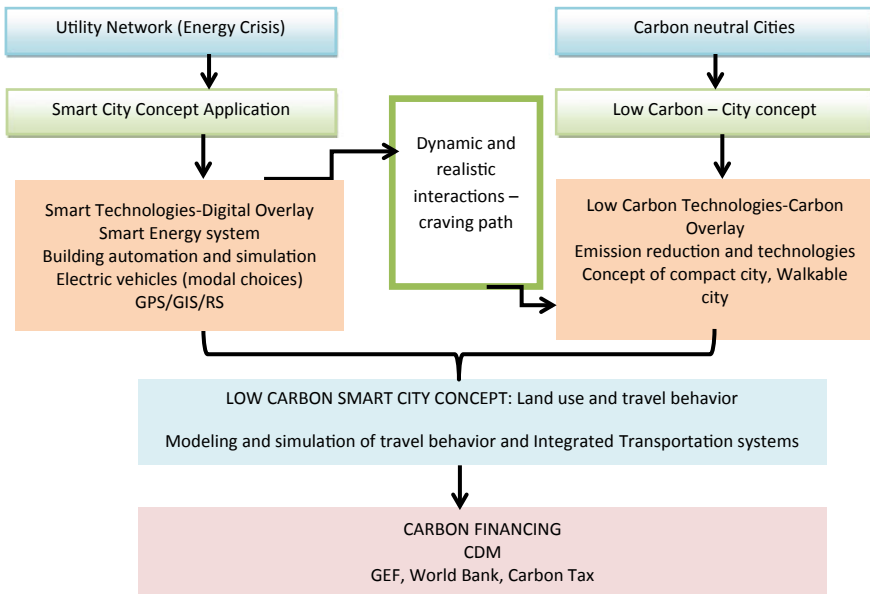 Utility Network (Energy Crisis)
Carbon neutral Cities
Smart City Concept Application
Low Carbon – City concept
Dynamic and
realistic
interactions –
craving path
Smart Technologies-Digital Overlay
Smart Energy system
Building automation and simulation
Electric vehicles (modal choices)
GPS/GIS/RS
Low Carbon Technologies-Carbon
Overlay
Emission reduction and technologies
Concept of compact city, Walkable
city
LOW CARBON SMART CITY CONCEPT: Land use and travel behavior
Modeling and simulation of travel behavior and Integrated Transportation systems
CARBON FINANCING
CDM
GEF, World Bank, Carbon Tax